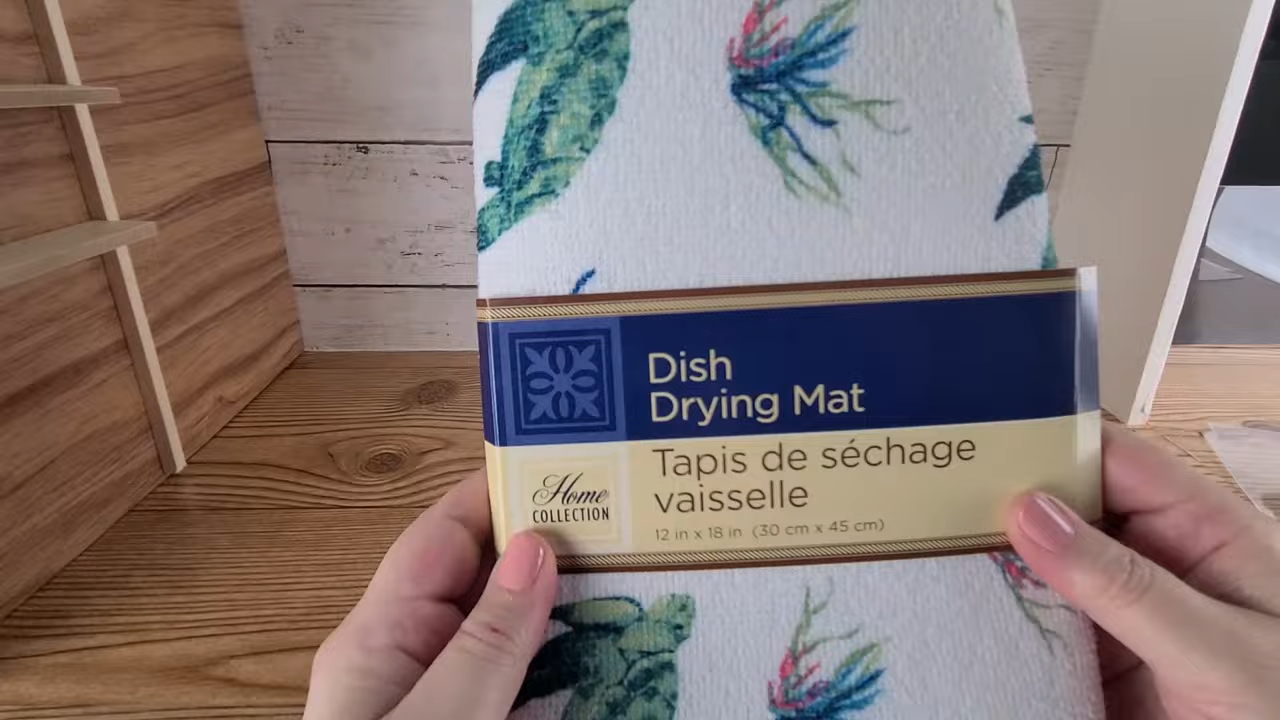 Dish
Drying Mat
Tapis de séchage
vaisselle
12 in x 18 in (30 cm x 45 cm)
Home
COLLECTION